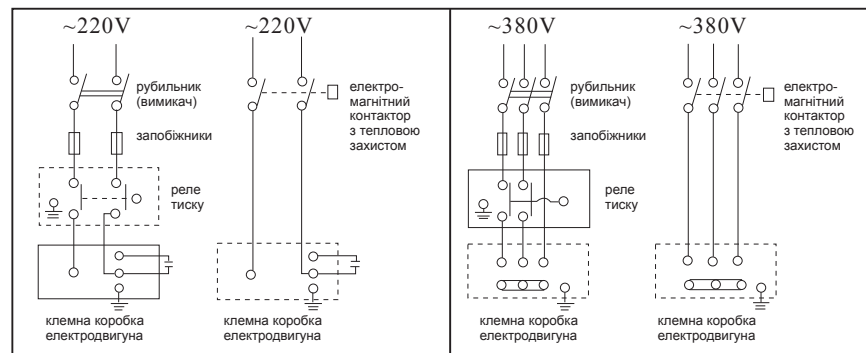 ~220V
~220V
рубильник
(вимикач)
електро-
магнітний
контактор
з тепловою
захистом
запобіжники
реле
тиску
клемна коробка
електродвигуна
клемна коробка
електродвигуна
~380V
~380V
рубильник
(вимикач)
електро-
магнітний
контактор
з тепловою
захистом
запобіжники
реле
тиску
клемна коробка
електродвигуна
клемна коробка
електродвигуна